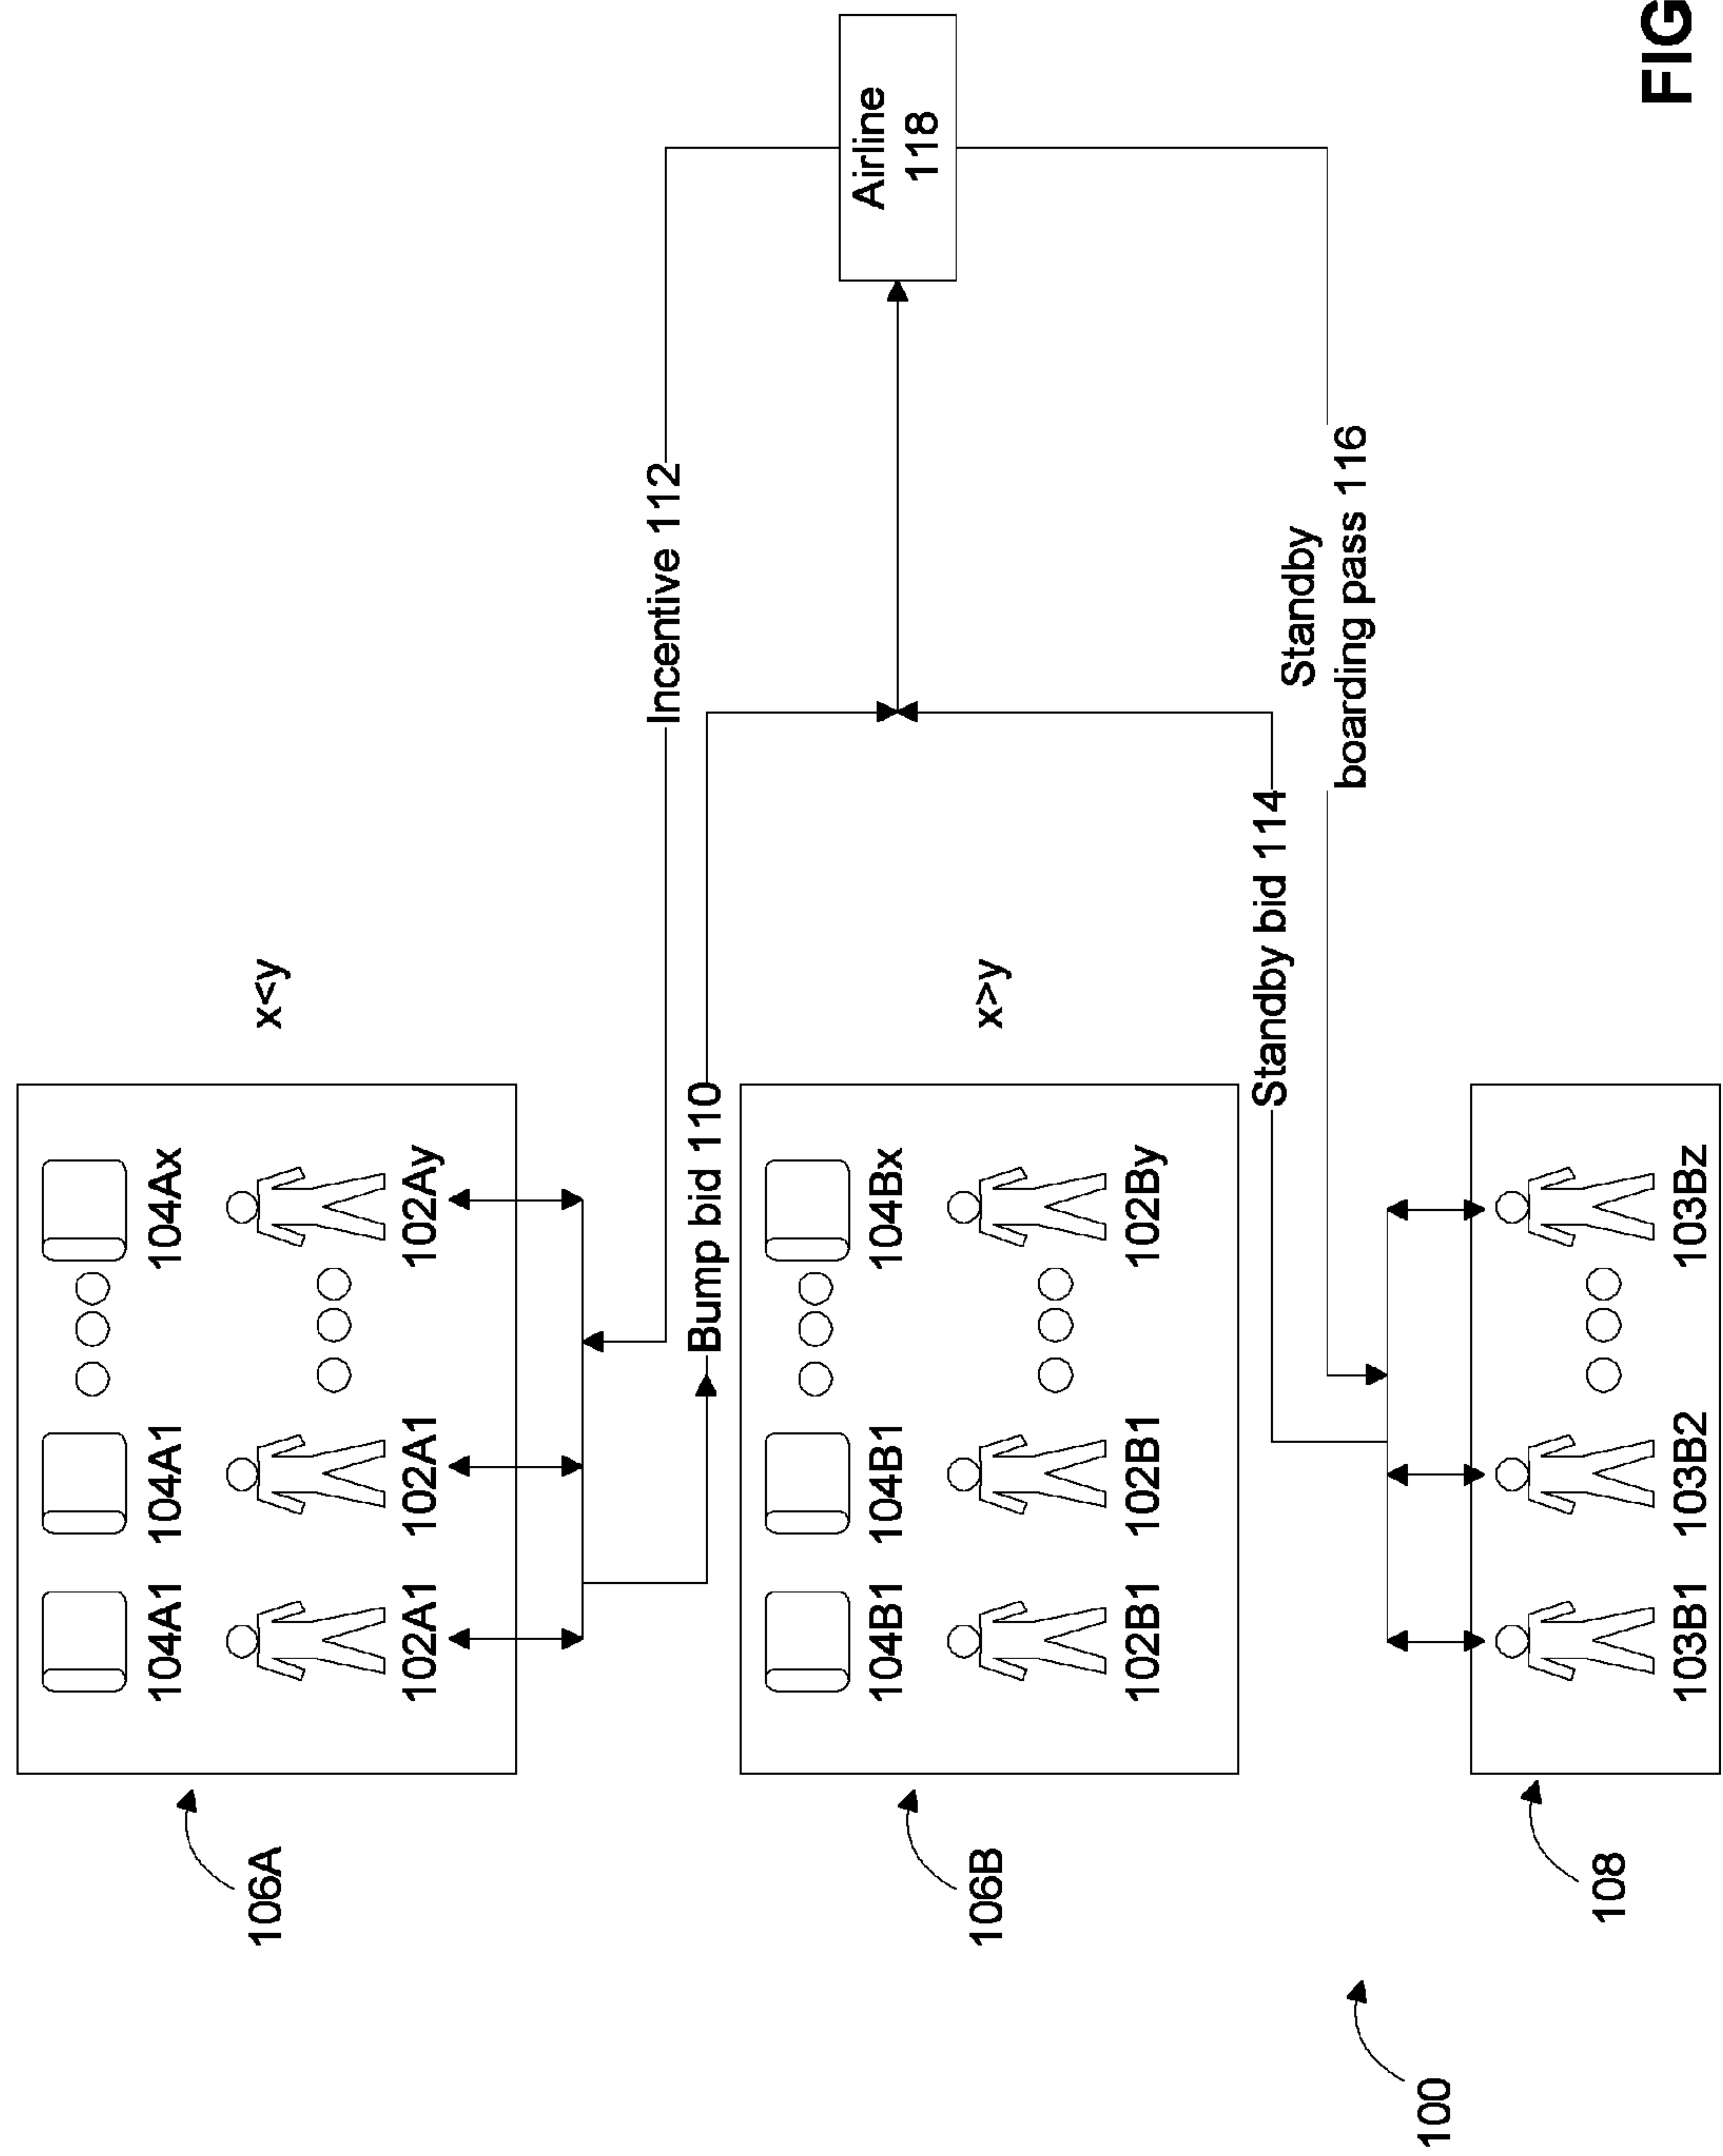 104A1 104A1 104Ax
106A
x<y
102A1 102A1 102Ay
Incentive 112
Bump bid 110
Airline
118
104B1 104B1 104Bx
106B
x>y
102B1 102B1 102By
Standby bid 114
Standby
boarding pass 116
100
108
103B1 103B2 103Bz
FIG